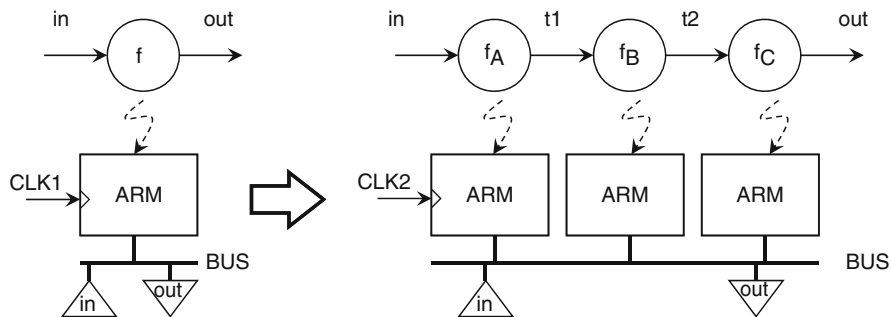 in out in t1 t2 out
f fA fB fC
CLK1 ARM CLK2 ARM ARM ARM
BUS BUS
in out in out